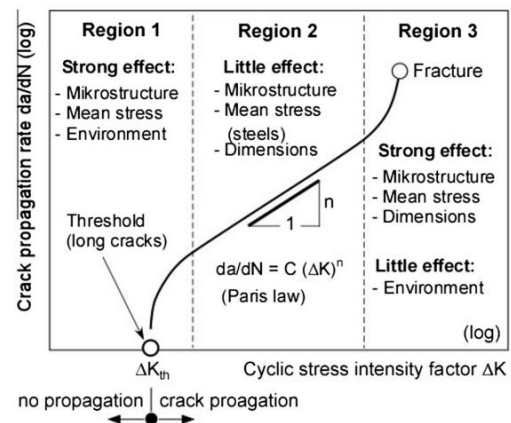 Crack propagation rate da/dN (log)
Region 1
Strong effect:
- Mikrostructure
- Mean stress
- Environment
Threshold
(long cracks)
Region 2
Little effect:
- Mikrostructure
- Mean stress
(steels)
- Dimensions
n
1
da/dN = C (ΔK)ⁿ
(Paris law)
Region 3
Fracture
Strong effect:
- Mikrostructure
- Mean stress
- Dimensions
Little effect:
- Environment
(log)
ΔKth
Cyclic stress intensity factor ΔK
no propagation
crack proagation